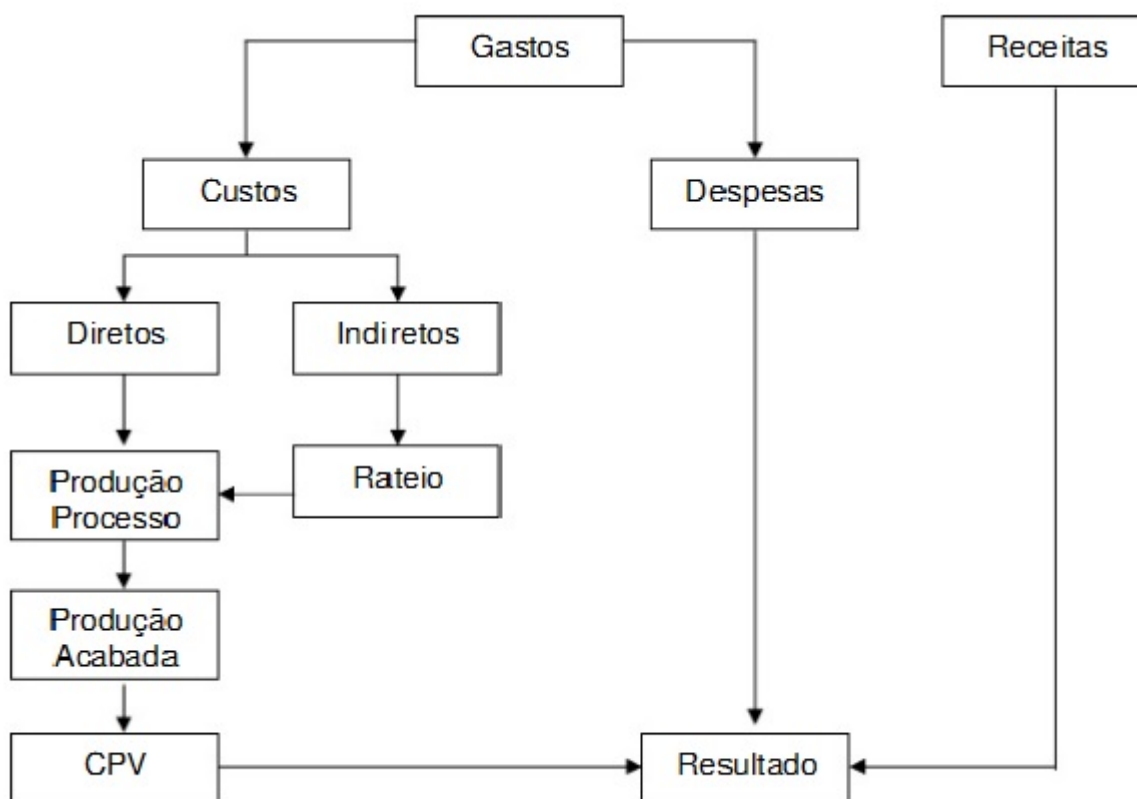 Gastos
Receitas
Custos
Despesas
Diretos
Indiretos
Produção
Processo
Rateio
Produção
Acabada
CPV
Resultado